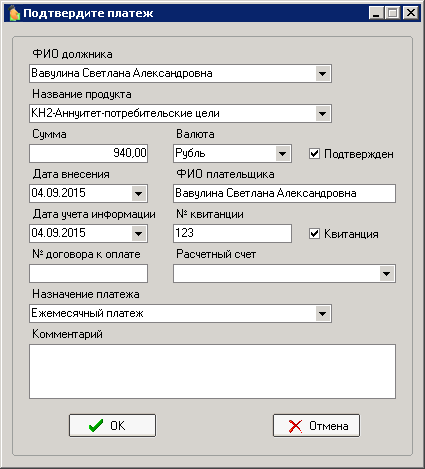 Подтвердите платеж
ФИО должника
Вавулина Светлана Александровна
Название продукта
КН2-Аннуитет-потребительские цели
Сумма Валюта
940,00 Рубль Подтвержден
Дата внесения ФИО плательщика
04.09.2015 Вавулина Светлана Александровна
Дата учета информации № квитанции
04.09.2015 123 Квитанция
№ договора к оплате Расчетный счет
Назначение платежа
Ежемесячный платеж
Комментарий
OK Отмена